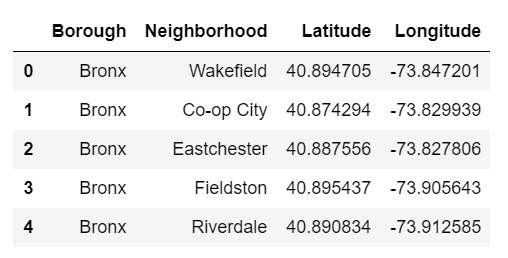 Borough Neighborhood Latitude Longitude
0 Bronx Wakefield 40.894705 -73.847201
1 Bronx Co-op City 40.874294 -73.829939
2 Bronx Eastchester 40.887556 -73.827806
3 Bronx Fieldston 40.895437 -73.905643
4 Bronx Riverdale 40.890834 -73.912585